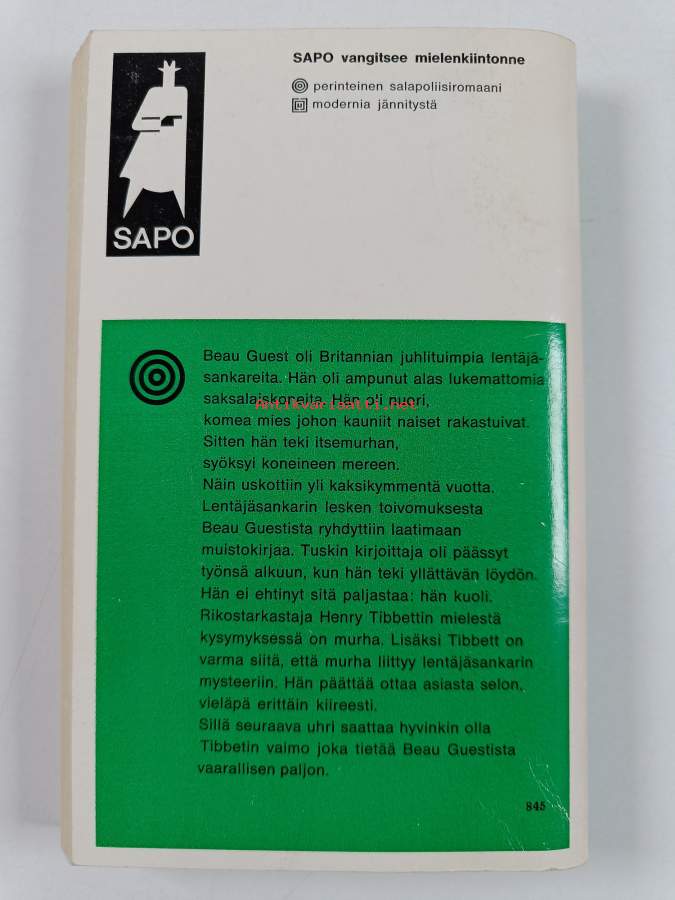 SAPO
SAPO vangitsee mielenkiintonne
perinteinen salapoliisiromaani
modernia jännitystä
Beau Guest oli Britannian juhlituimpia lentäjä-
sankareita. Hän oli ampunut alas lukemattomia
saksalaiskoneita. Hän oli nuori,
Antikvariaatti.net
komea mies johon kauniit naiset rakastuivat.
Sitten hän teki itsemurhan,
syöksyi koneineen mereen.
Näin uskottiin yli kaksikymmentä vuotta.
Lentäjäsankarin lesken toivomuksesta
Beau Guestista ryhdyttiin laatimaan
muistokirjaa. Tuskin kirjoittaja oli päässyt
työnsä alkuun, kun hän teki yllättävän löydön.
Hän ei ehtinyt sitä paljastaa: hän kuoli.
Rikostarkastaja Henry Tibbettin mielestä
kysymyksessä on murha. Lisäksi Tibbett on
varma siitä, että murha liittyy lentäjäsankarin
mysteeriin. Hän päättää ottaa asiasta selon,
vieläpä erittäin kiireesti.
Sillä seuraava uhri saattaa hyvinkin olla
Tibbetin vaimo joka tietää Beau Guestista
vaarallisen paljon.
845